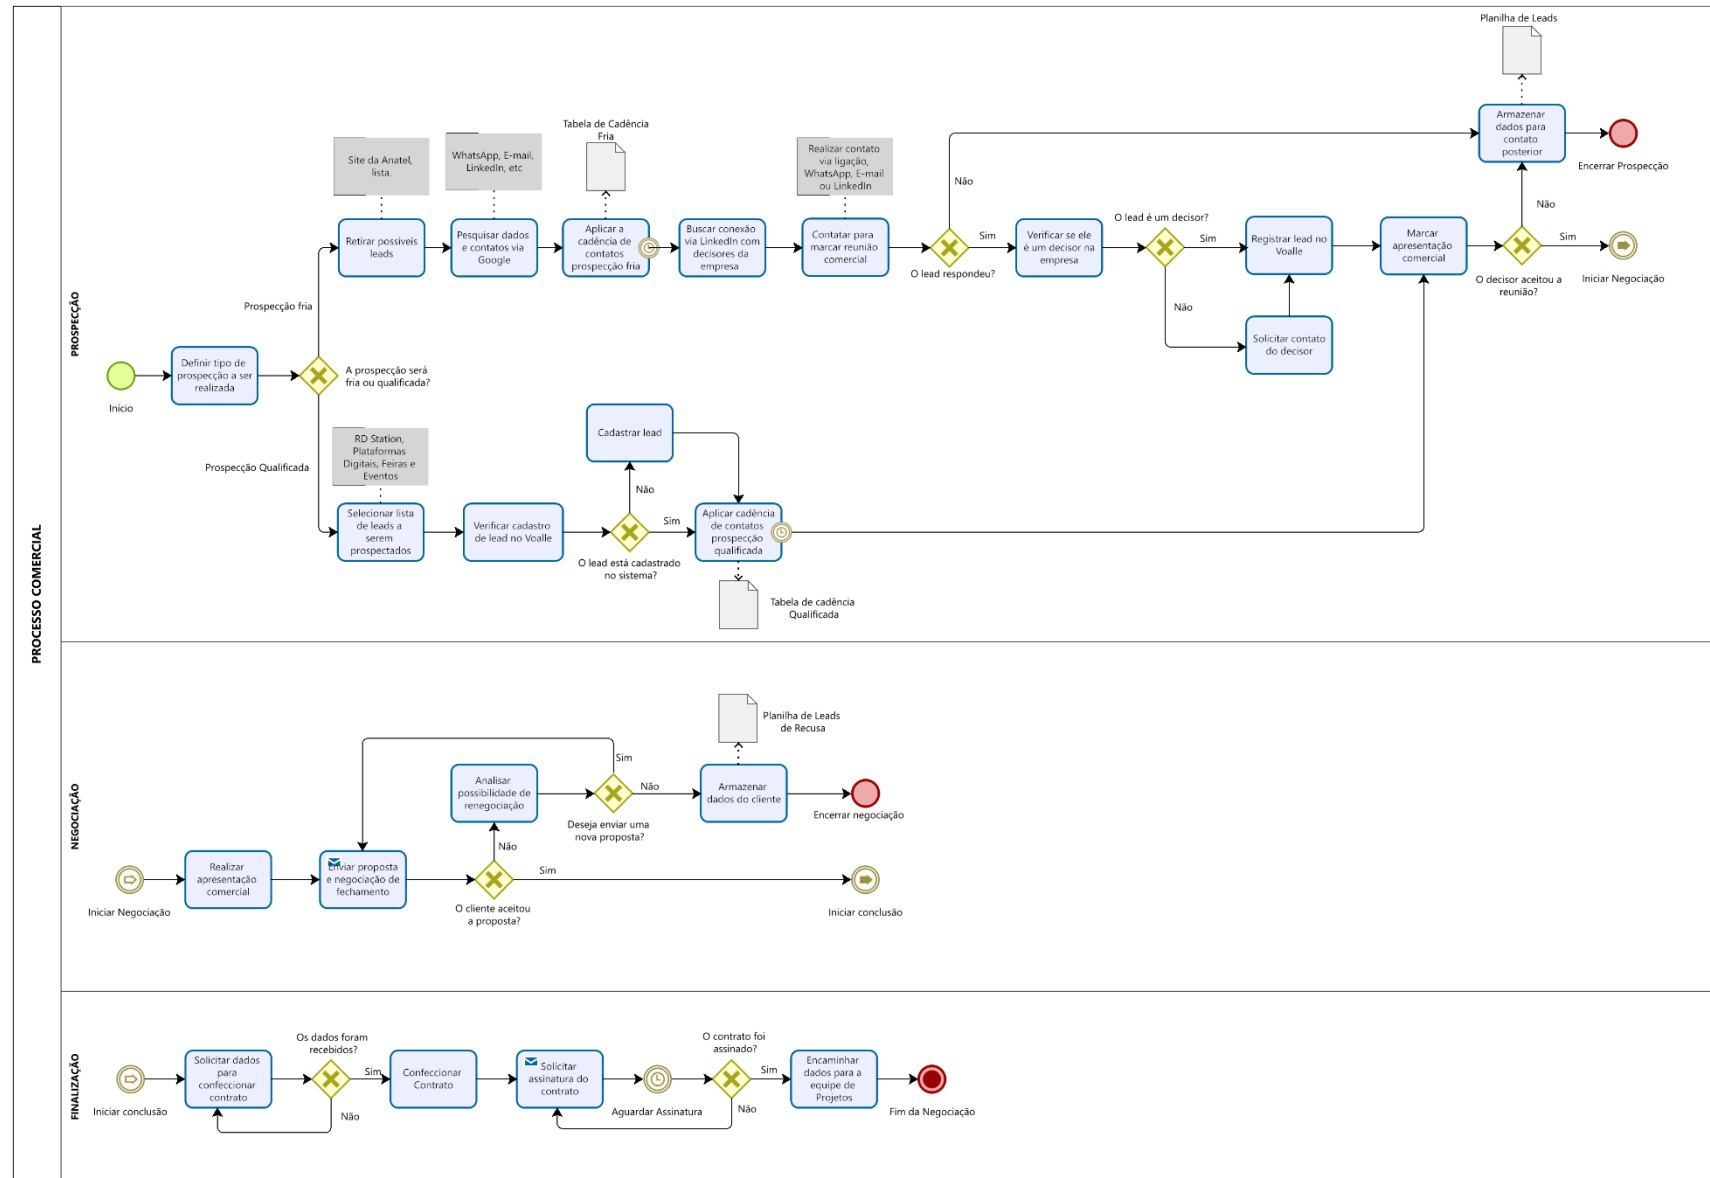 PROCESSO COMERCIAL
PROSPECÇÃO
Planilha de Leads
Tabela de Cadência
Fria
Site da Anatel,
lista.
WhatsApp, E-mail,
LinkedIn, etc
Realizar contato
via ligação,
WhatsApp, E-mail
ou LinkedIn
Armazenar
dados para
contato
posterior
Encerrar Prospecção
Não
Não
Retirar possíveis
leads
Pesquisar dados
e contatos via
Google
Aplicar a
cadência de
contatos
prospecção fria
Buscar conexão
via LinkedIn com
decisores da
empresa
Contatar para
marcar reunião
comercial
O lead respondeu?
Sim
Verificar se ele
é um decisor na
empresa
O lead é um decisor?
Sim
Registrar lead no
Voalle
Marcar
apresentação
comercial
O decisor aceitou a
reunião?
Sim
Iniciar Negociação
Não
Solicitar contato
do decisor
Prospecção fria
Início
Definir tipo de
prospecção a ser
realizada
A prospecção será
fria ou qualificada?
Prospecção Qualificada
RD Station,
Plataformas
Digitais, Feiras e
Eventos
Cadastrar lead
Não
Selecionar lista
de leads a
serem
prospectados
Verificar cadastro
de lead no Voalle
O lead está cadastrado
no sistema?
Sim
Aplicar cadência
de contatos
prospecção
qualificada
Tabela de cadência
Qualificada
NEGOCIAÇÃO
Planilha de Leads
de Recusa
Sim
Analisar
possibilidade de
renegociação
Deseja enviar uma
nova proposta?
Não
Armazenar
dados do cliente
Encerrar negociação
Não
Iniciar Negociação
Realizar
apresentação
comercial
Enviar proposta
e negociação de
fechamento
O cliente aceitou
a proposta?
Sim
Iniciar conclusão
FINALIZAÇÃO
Iniciar conclusão
Solicitar dados
para
confeccionar
contrato
Os dados foram
recebidos?
Sim
Não
Confeccionar
Contrato
Solicitar
assinatura do
contrato
Aguardar Assinatura
O contrato foi
assinado?
Sim
Não
Encaminhar
dados para a
equipe de
Projetos
Fim da Negociação